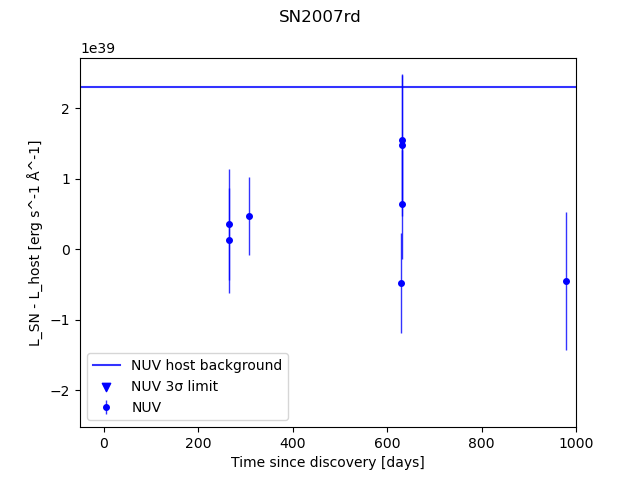 SN2007rd
1e39
L_SN - L_host [erg s^-1 Å^-1]
2
1
0
−1
−2
NUV host background
NUV 3σ limit
NUV
0
200
400
600
800
1000
Time since discovery [days]